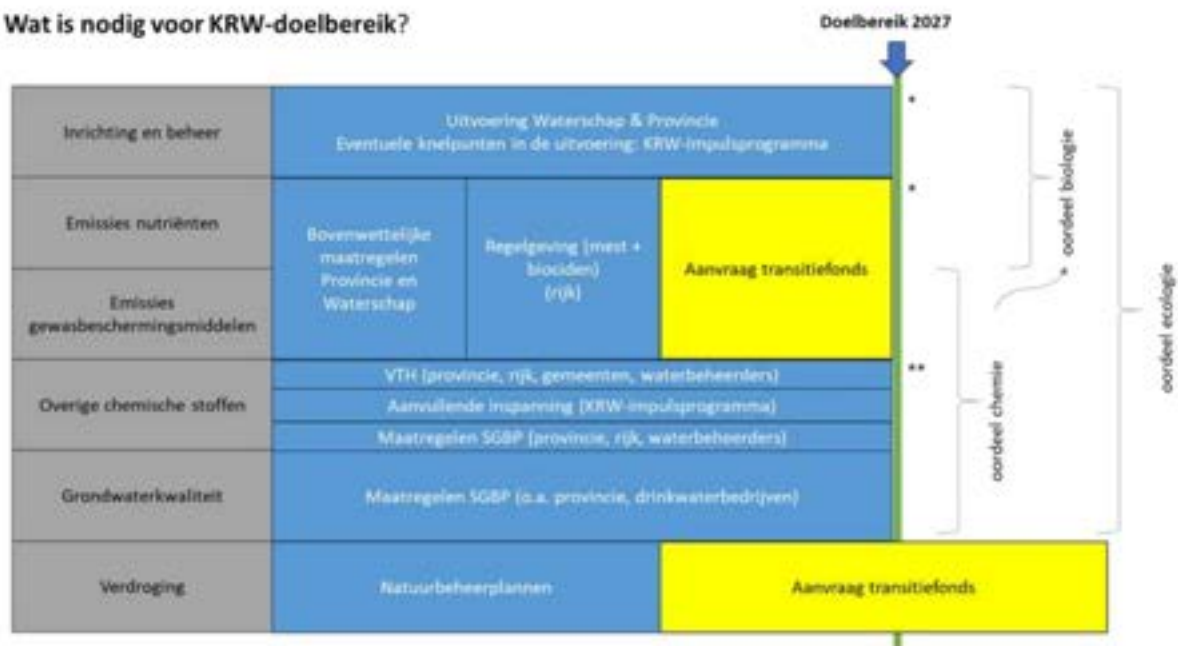 Wat is nodig voor KRW-doelbereik?
Doelbereik 2027
Inrichting en beheer
Uitvoering Waterschap & Provincie
Eventuele knelpunten in de uitvoering: KRW-impulsprogramma
*
Emissies nutriënten
Bovenwettelijke
maatregelen
Provincie en
Waterschap
Regelgeving (mest +
biociden)
(rijk)
Aanvraag transitiefonds
*
Emissies
gewasbeschermingsmiddelen
Overige chemische stoffen
VTH (provincie, rijk, gemeenten, waterbeheerders)
Aanvullende inspanning (KRW-impulsprogramma)
Maatregelen SGBP (provincie, rijk, waterbeheerders)
**
Grondwaterkwaliteit
Maatregelen SGBP (o.a. provincie, drinkwaterbedrijven)
Verdroging
Natuurbeheerplannen
Aanvraag transitiefonds
oordeel chemie
oordeel biologie
*
oordeel ecologie